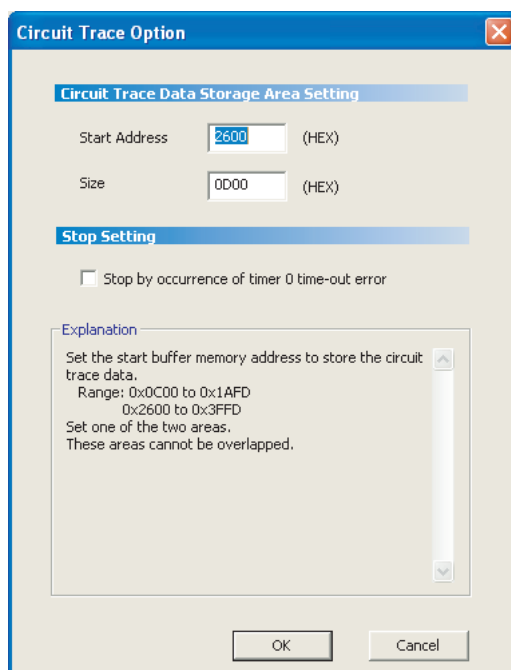 Circuit Trace Option
Circuit Trace Data Storage Area Setting
Start Address 2600 (HEX)
Size 0D00 (HEX)
Stop Setting
Stop by occurrence of timer 0 time-out error
Explanation
Set the start buffer memory address to store the circuit
trace data.
Range: 0x0C00 to 0x1AFD
0x2600 to 0x3FFD
Set one of the two areas.
These areas cannot be overlapped.
OK Cancel